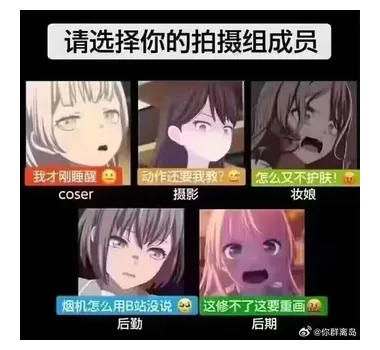 请选择你的拍摄组成员
我才刚睡醒😐
动作还要我教?😅
怎么又不护肤!😡
coser
摄影
妆娘
烟机怎么用B站没说🥺
这修不了这要重画😡
后勤
后期
@你群离岛